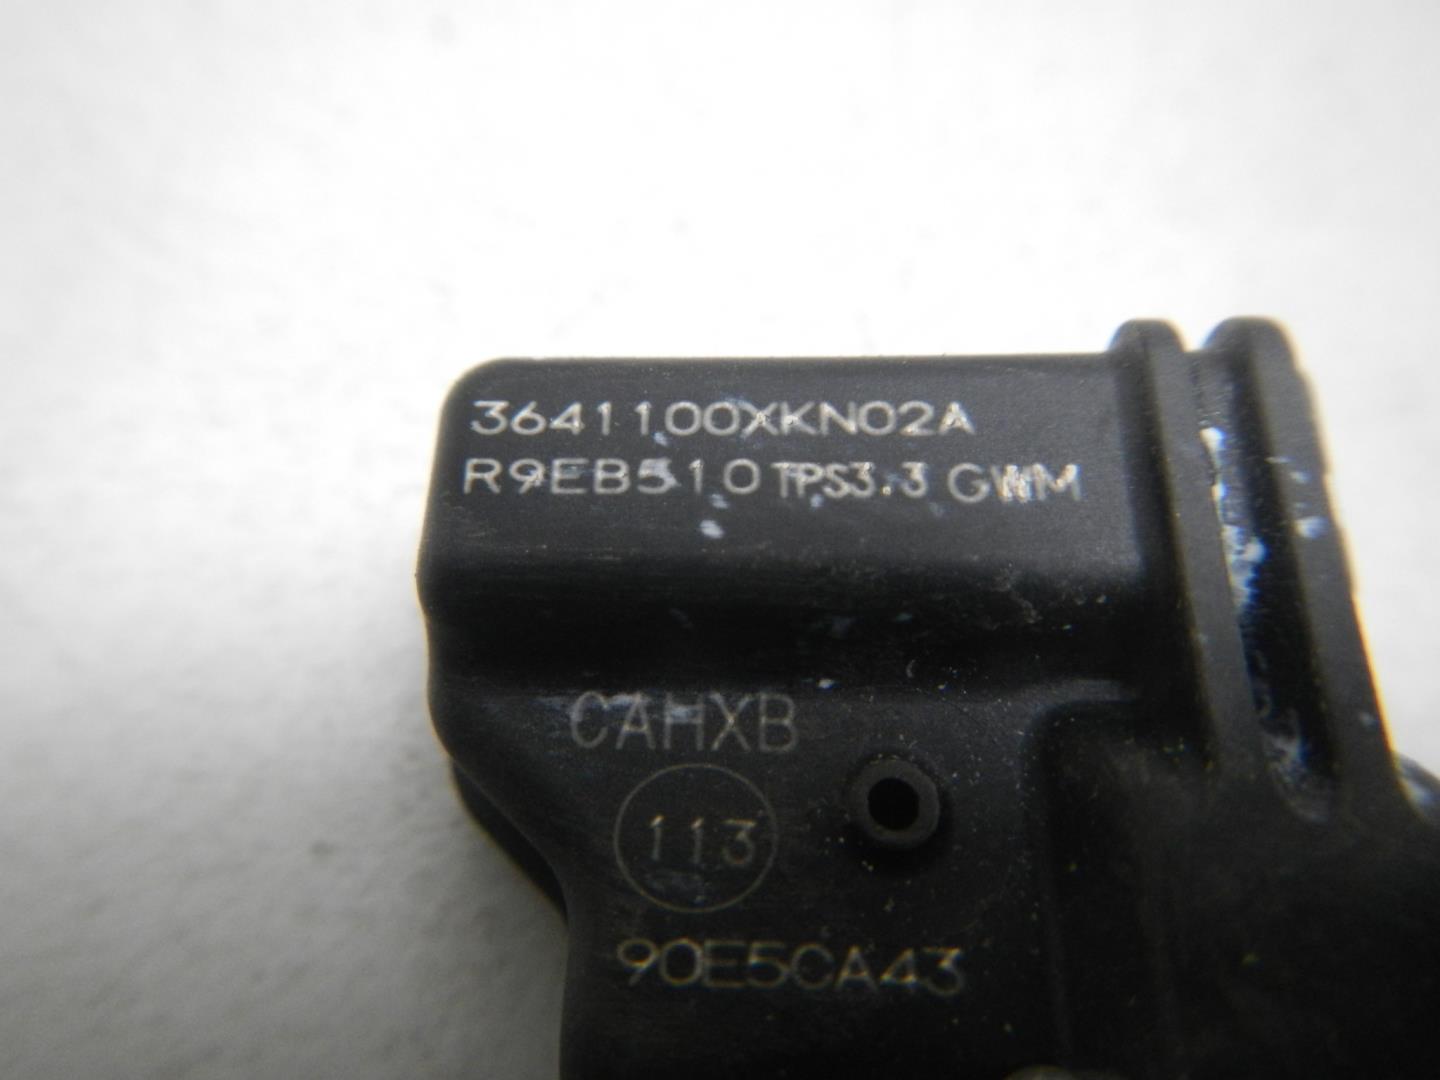 3641100XKN02A
R9EB510 TPS3.3 GWM
CAHXB
113
90E5CA43